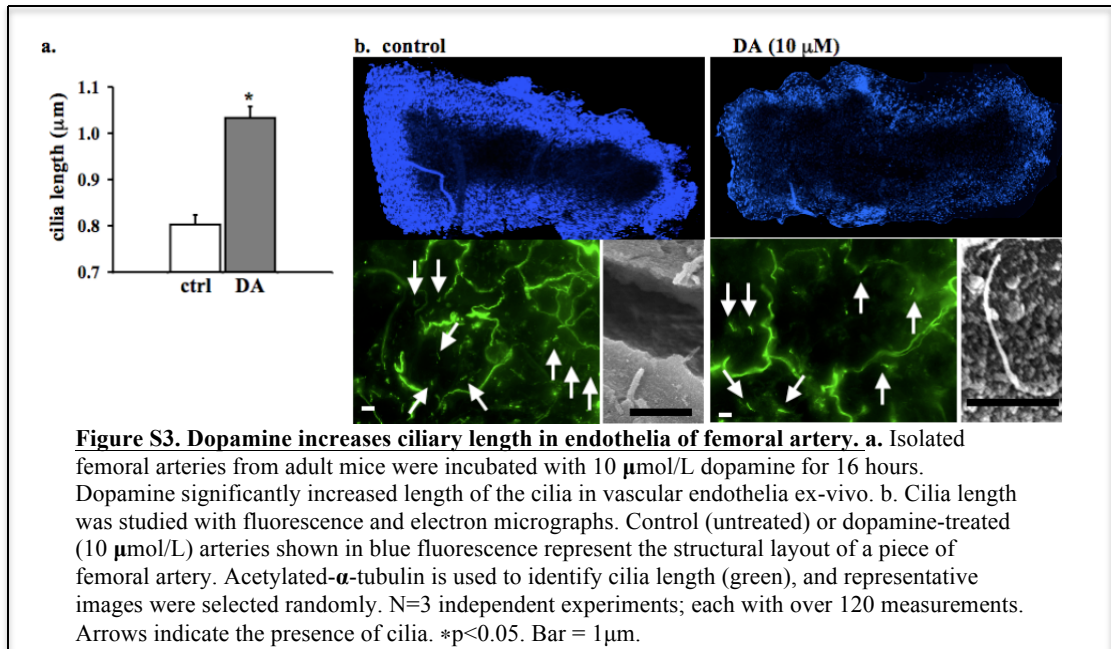 a.
b. control
DA (10 μM)
cilia length (μm)
1.1
1.0
0.9
0.8
0.7
*
ctrl DA
Figure S3. Dopamine increases ciliary length in endothelia of femoral artery. a. Isolated
femoral arteries from adult mice were incubated with 10 μmol/L dopamine for 16 hours.
Dopamine significantly increased length of the cilia in vascular endothelia ex-vivo. b. Cilia length
was studied with fluorescence and electron micrographs. Control (untreated) or dopamine-treated
(10 μmol/L) arteries shown in blue fluorescence represent the structural layout of a piece of
femoral artery. Acetylated-α-tubulin is used to identify cilia length (green), and representative
images were selected randomly. N=3 independent experiments; each with over 120 measurements.
Arrows indicate the presence of cilia. *p<0.05. Bar = 1μm.